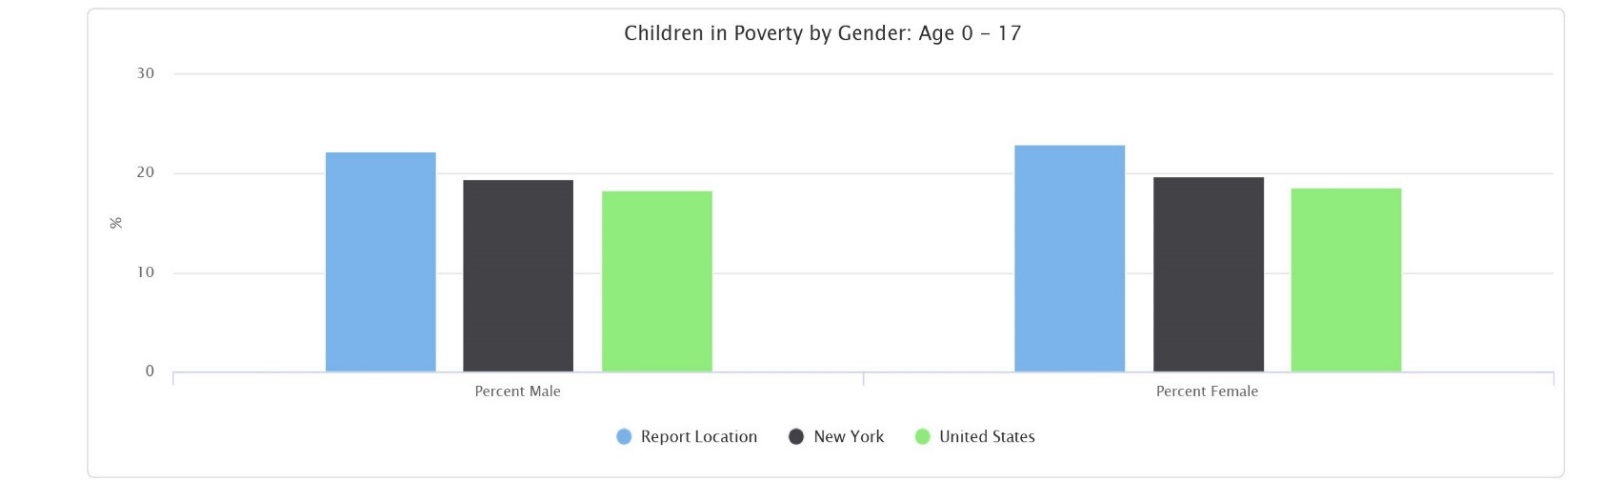 Children in Poverty by Gender: Age 0 – 17
30
20
%
10
0
Percent Male
Percent Female
Report Location
New York
United States